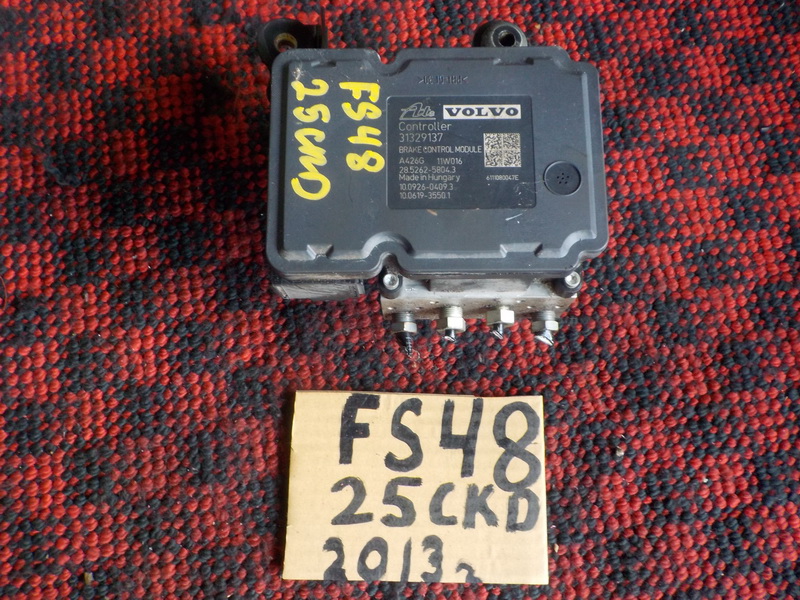 FS48
25CKD
Ate VOLVO
Controller
31329137
BRAKE CONTROL MODULE
A426G 11W016
28.5262-5804.3
Made in Hungary
10.0926-0409.3
10.0619-3550.1
FS48
25CKD
2013г